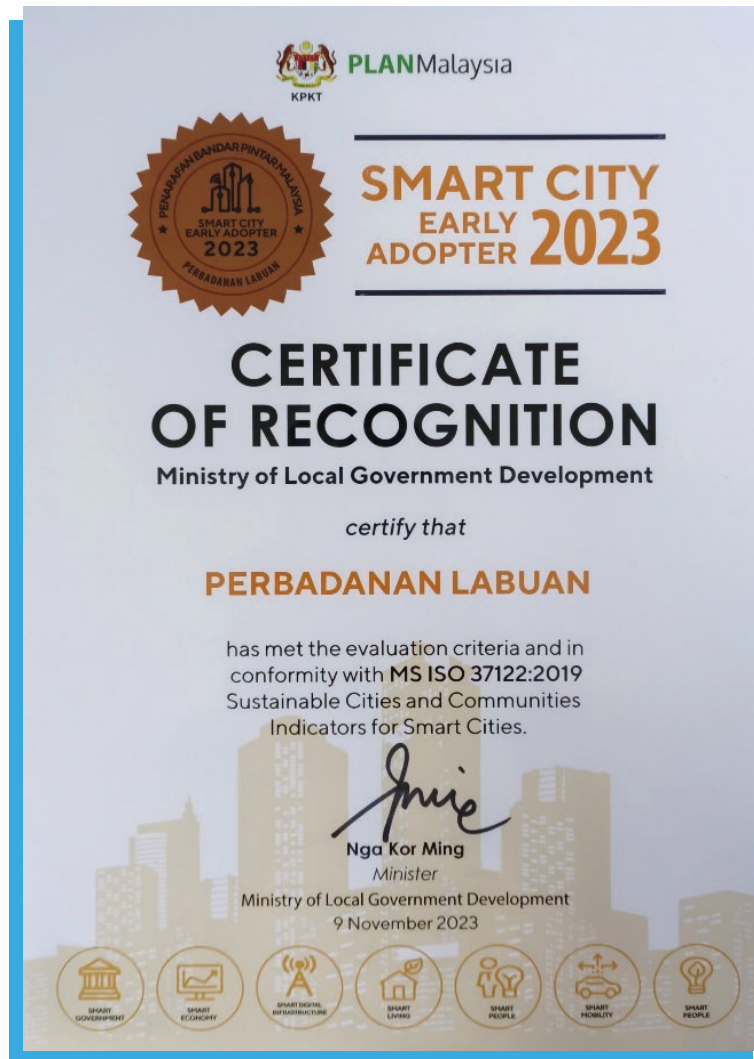 KPKT
PLANMalaysia
PENARAFAN BANDAR PINTAR MALAYSIA
SMART CITY
EARLY ADOPTER
2023
PERBADANAN LABUAN
SMART CITY
EARLY
ADOPTER 2023
CERTIFICATE
OF RECOGNITION
Ministry of Local Government Development
certify that
PERBADANAN LABUAN
has met the evaluation criteria and in
conformity with MS ISO 37122:2019
Sustainable Cities and Communities
Indicators for Smart Cities.
Nga Kor Ming
Minister
Ministry of Local Government Development
9 November 2023
SMART
GOVERNMENT
SMART
ECONOMY
SMART DIGITAL
INFRASTRUCTURE
SMART
LIVING
SMART
PEOPLE
SMART
MOBILITY
SMART
PEOPLE